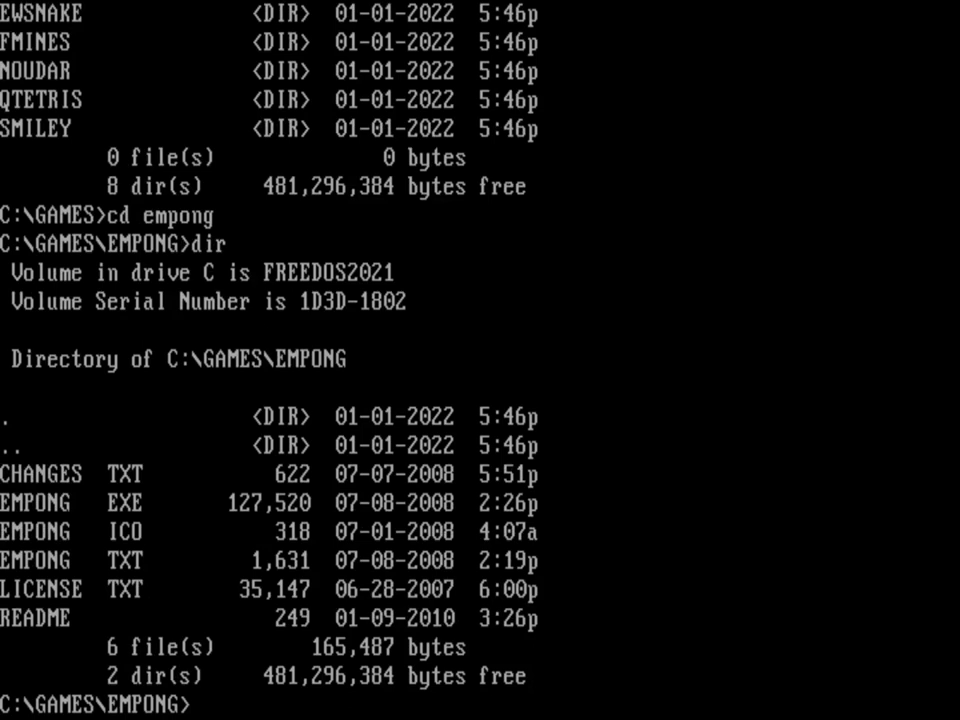 EWSNAKE <DIR> 01-01-2022 5:46p
FMINES <DIR> 01-01-2022 5:46p
NOUDAR <DIR> 01-01-2022 5:46p
QTETRIS <DIR> 01-01-2022 5:46p
SMILEY <DIR> 01-01-2022 5:46p
0 file(s) 0 bytes
8 dir(s) 481,296,384 bytes free
C:\GAMES>cd empong
C:\GAMES\EMPONG>dir
Volume in drive C is FREEDOS2021
Volume Serial Number is 1D3D-1802
Directory of C:\GAMES\EMPONG
. <DIR> 01-01-2022 5:46p
.. <DIR> 01-01-2022 5:46p
CHANGES TXT 622 07-07-2008 5:51p
EMPONG EXE 127,520 07-08-2008 2:26p
EMPONG ICO 318 07-01-2008 4:07a
EMPONG TXT 1,631 07-08-2008 2:19p
LICENSE TXT 35,147 06-28-2007 6:00p
README 249 01-09-2010 3:26p
6 file(s) 165,487 bytes
2 dir(s) 481,296,384 bytes free
C:\GAMES\EMPONG>